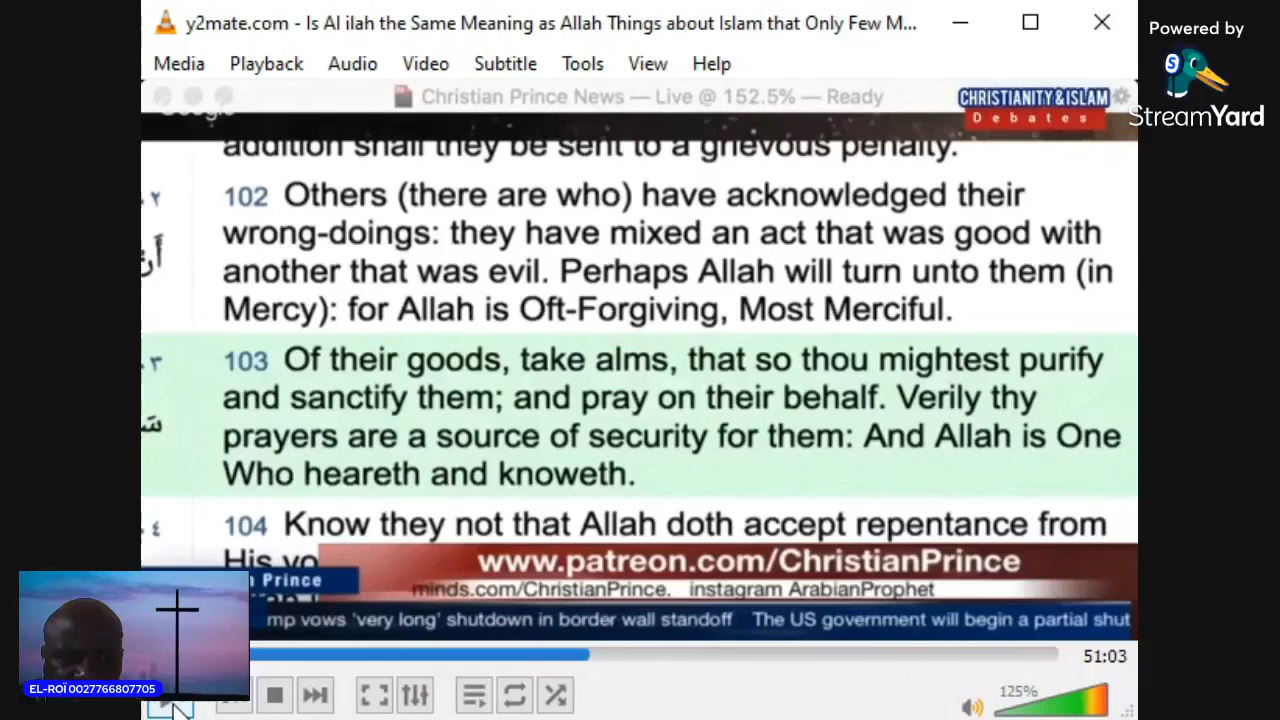 y2mate.com - Is Al ilah the Same Meaning as Allah Things about Islam that Only Few M...
Powered by
StreamYard
Media Playback Audio Video Subtitle Tools View Help
Christian Prince News — Live @ 152.5% — Ready
CHRISTIANITY & ISLAM
Debates
addition shall they be sent to a grievous penalty.
102 Others (there are who) have acknowledged their
wrong-doings: they have mixed an act that was good with
another that was evil. Perhaps Allah will turn unto them (in
Mercy): for Allah is Oft-Forgiving, Most Merciful.
103 Of their goods, take alms, that so thou mightest purify
and sanctify them; and pray on their behalf. Verily thy
prayers are a source of security for them: And Allah is One
Who heareth and knoweth.
104 Know they not that Allah doth accept repentance from
His
www.patreon.com/ChristianPrince
Prince
minds.com/ChristianPrince. instagram ArabianProphet
mp vows 'very long' shutdown in border wall standoff The US government will begin a partial shut
51:03
EL-ROÏ 0027766807705
125%